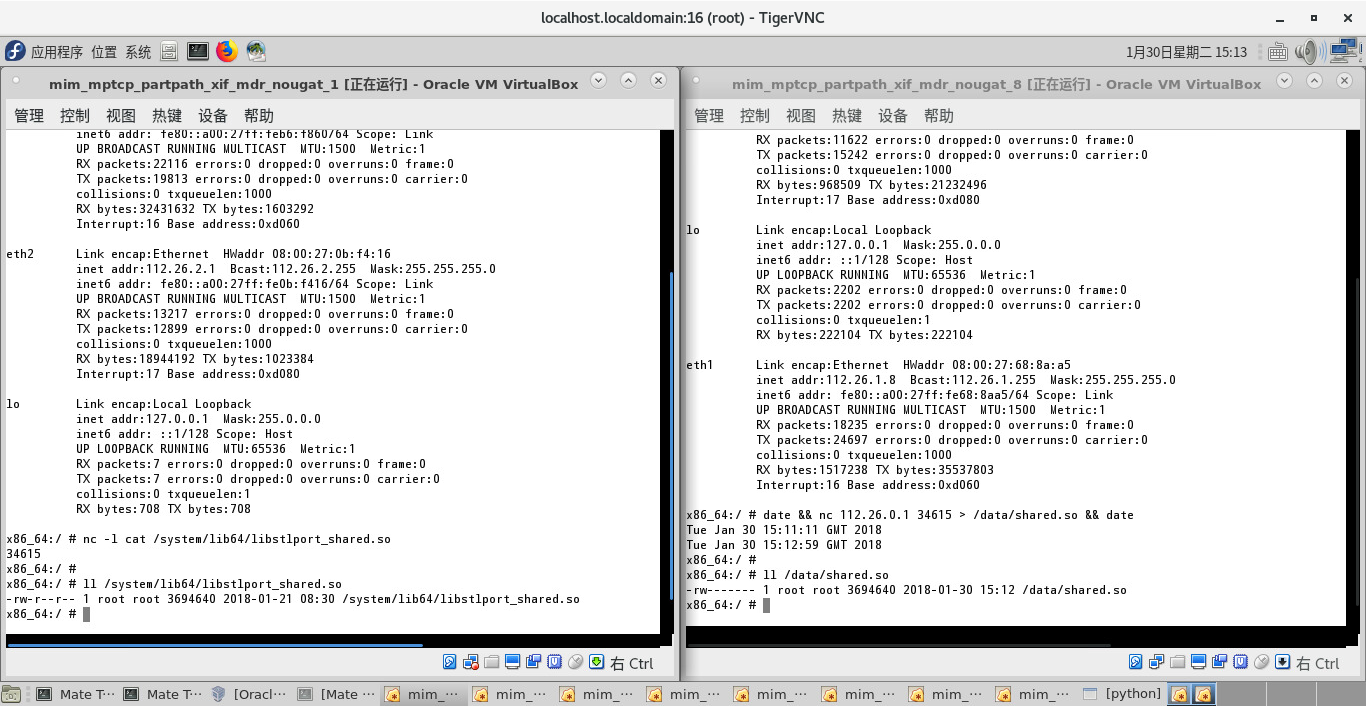 localhost.localdomain:16 (root) - TigerVNC
应用程序 位置 系统
1月30日星期二 15:13
mim_mptcp_partpath_xif_mdr_nougat_1 [正在运行] - Oracle VM VirtualBox
管理 控制 视图 热键 设备 帮助
inet6 addr: fe80::a00:27ff:feb6:f860/64 Scope: Link
UP BROADCAST RUNNING MULTICAST  MTU:1500  Metric:1
RX packets:22116 errors:0 dropped:0 overruns:0 frame:0
TX packets:19813 errors:0 dropped:0 overruns:0 carrier:0
collisions:0 txqueuelen:1000
RX bytes:32431632 TX bytes:1603292
Interrupt:16 Base address:0xd060
eth2      Link encap:Ethernet  HWaddr 08:00:27:0b:f4:16
inet addr:112.26.2.1  Bcast:112.26.2.255  Mask:255.255.255.0
inet6 addr: fe80::a00:27ff:fe0b:f416/64 Scope: Link
UP BROADCAST RUNNING MULTICAST  MTU:1500  Metric:1
RX packets:13217 errors:0 dropped:0 overruns:0 frame:0
TX packets:12899 errors:0 dropped:0 overruns:0 carrier:0
collisions:0 txqueuelen:1000
RX bytes:18944192 TX bytes:1023384
Interrupt:17 Base address:0xd080
lo        Link encap:Local Loopback
inet addr:127.0.0.1  Mask:255.0.0.0
inet6 addr: ::1/128 Scope: Host
UP LOOPBACK RUNNING  MTU:65536  Metric:1
RX packets:7 errors:0 dropped:0 overruns:0 frame:0
TX packets:7 errors:0 dropped:0 overruns:0 carrier:0
collisions:0 txqueuelen:1
RX bytes:708 TX bytes:708
x86_64:/ # nc -l cat /system/lib64/libstlport_shared.so
34615
x86_64:/ #
x86_64:/ # ll /system/lib64/libstlport_shared.so
-rw-r--r-- 1 root root 3694640 2018-01-21 08:30 /system/lib64/libstlport_shared.so
x86_64:/ #
右 Ctrl
mim_mptcp_partpath_xif_mdr_nougat_8 [正在运行] - Oracle VM VirtualBox
管理 控制 视图 热键 设备 帮助
RX packets:11622 errors:0 dropped:0 overruns:0 frame:0
TX packets:15242 errors:0 dropped:0 overruns:0 carrier:0
collisions:0 txqueuelen:1000
RX bytes:968509 TX bytes:21232496
Interrupt:17 Base address:0xd080
lo        Link encap:Local Loopback
inet addr:127.0.0.1  Mask:255.0.0.0
inet6 addr: ::1/128 Scope: Host
UP LOOPBACK RUNNING  MTU:65536  Metric:1
RX packets:2202 errors:0 dropped:0 overruns:0 frame:0
TX packets:2202 errors:0 dropped:0 overruns:0 carrier:0
collisions:0 txqueuelen:1
RX bytes:222104 TX bytes:222104
eth1      Link encap:Ethernet  HWaddr 08:00:27:68:8a:a5
inet addr:112.26.1.8  Bcast:112.26.1.255  Mask:255.255.255.0
inet6 addr: fe80::a00:27ff:fe68:8aa5/64 Scope: Link
UP BROADCAST RUNNING MULTICAST  MTU:1500  Metric:1
RX packets:18235 errors:0 dropped:0 overruns:0 frame:0
TX packets:24697 errors:0 dropped:0 overruns:0 carrier:0
collisions:0 txqueuelen:1000
RX bytes:1517238 TX bytes:35537803
Interrupt:16 Base address:0xd060
x86_64:/ # date && nc 112.26.0.1 34615 > /data/shared.so && date
Tue Jan 30 15:11:11 GMT 2018
Tue Jan 30 15:12:59 GMT 2018
x86_64:/ #
x86_64:/ # ll /data/shared.so
-rw------- 1 root root 3694640 2018-01-30 15:12 /data/shared.so
x86_64:/ #
右 Ctrl
Mate T··· Mate T··· [Oracl··· [Mate ··· mim_··· mim_··· mim_··· mim_··· mim_··· mim_··· mim_··· mim_··· [python]